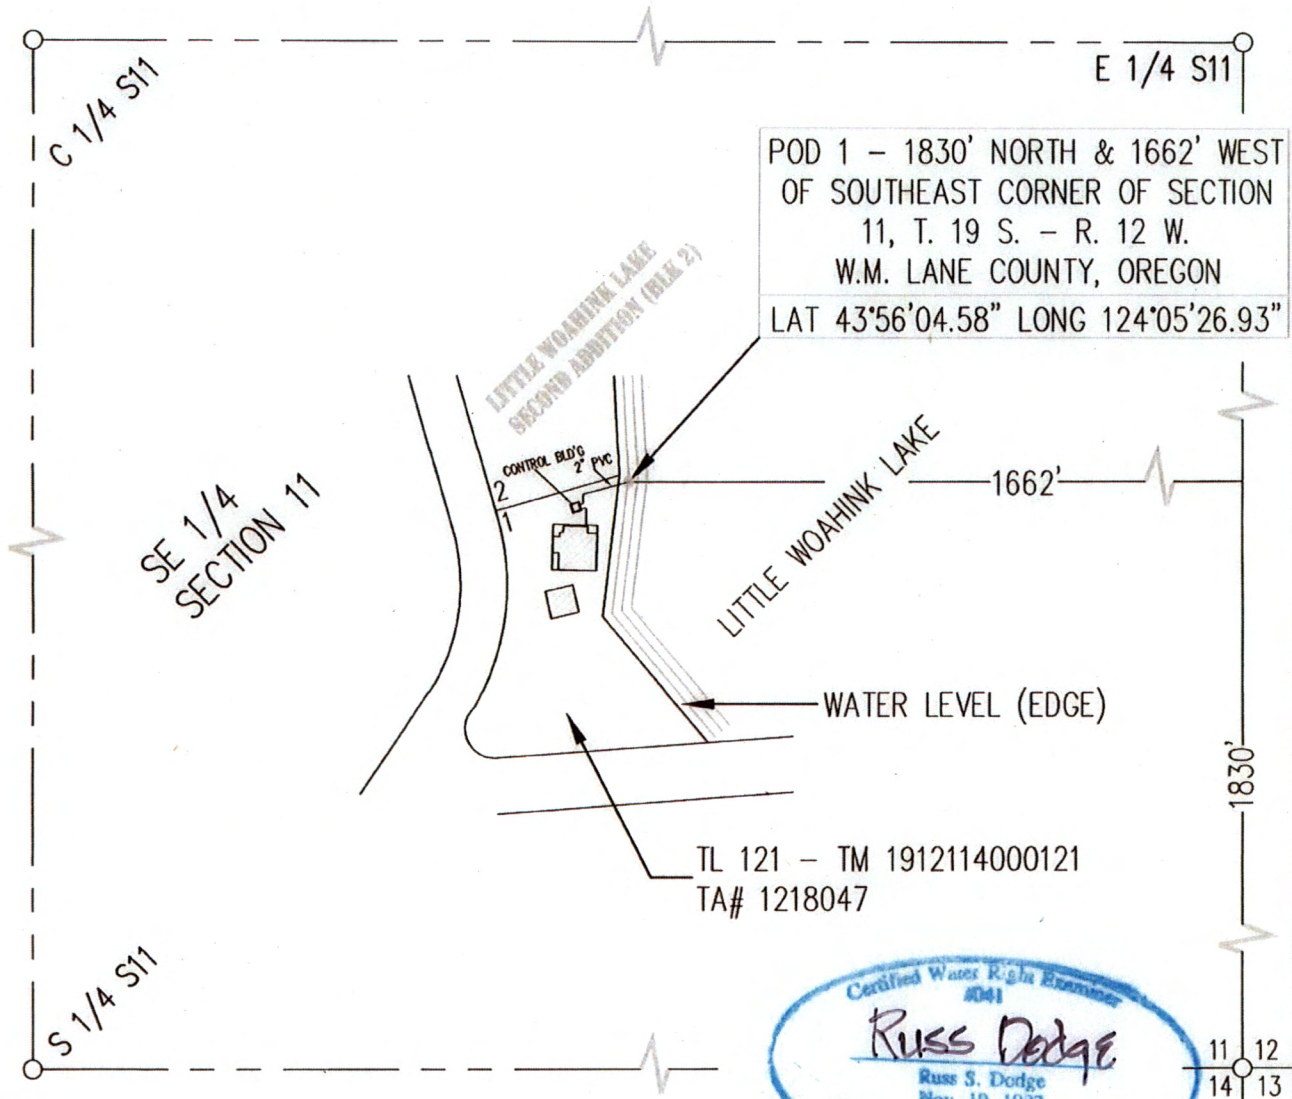 C 1/4 S11
E 1/4 S11
POD 1 – 1830' NORTH & 1662' WEST
OF SOUTHEAST CORNER OF SECTION
11, T. 19 S. – R. 12 W.
W.M. LANE COUNTY, OREGON
LAT 43°56'04.58" LONG 124°05'26.93"
LITTLE WOAHINK LAKE
SECOND ADDITION (BLK 2)
CONTROL BLD'G
2" PVC
2
1
1662'
SE 1/4
SECTION 11
LITTLE WOAHINK LAKE
WATER LEVEL (EDGE)
1830'
TL 121 – TM 1912114000121
TA# 1218047
S 1/4 S11
Certified Water Right Examiner
#041
Russ Dodge
Russ S. Dodge
Nov. 19,
11 12
14 13